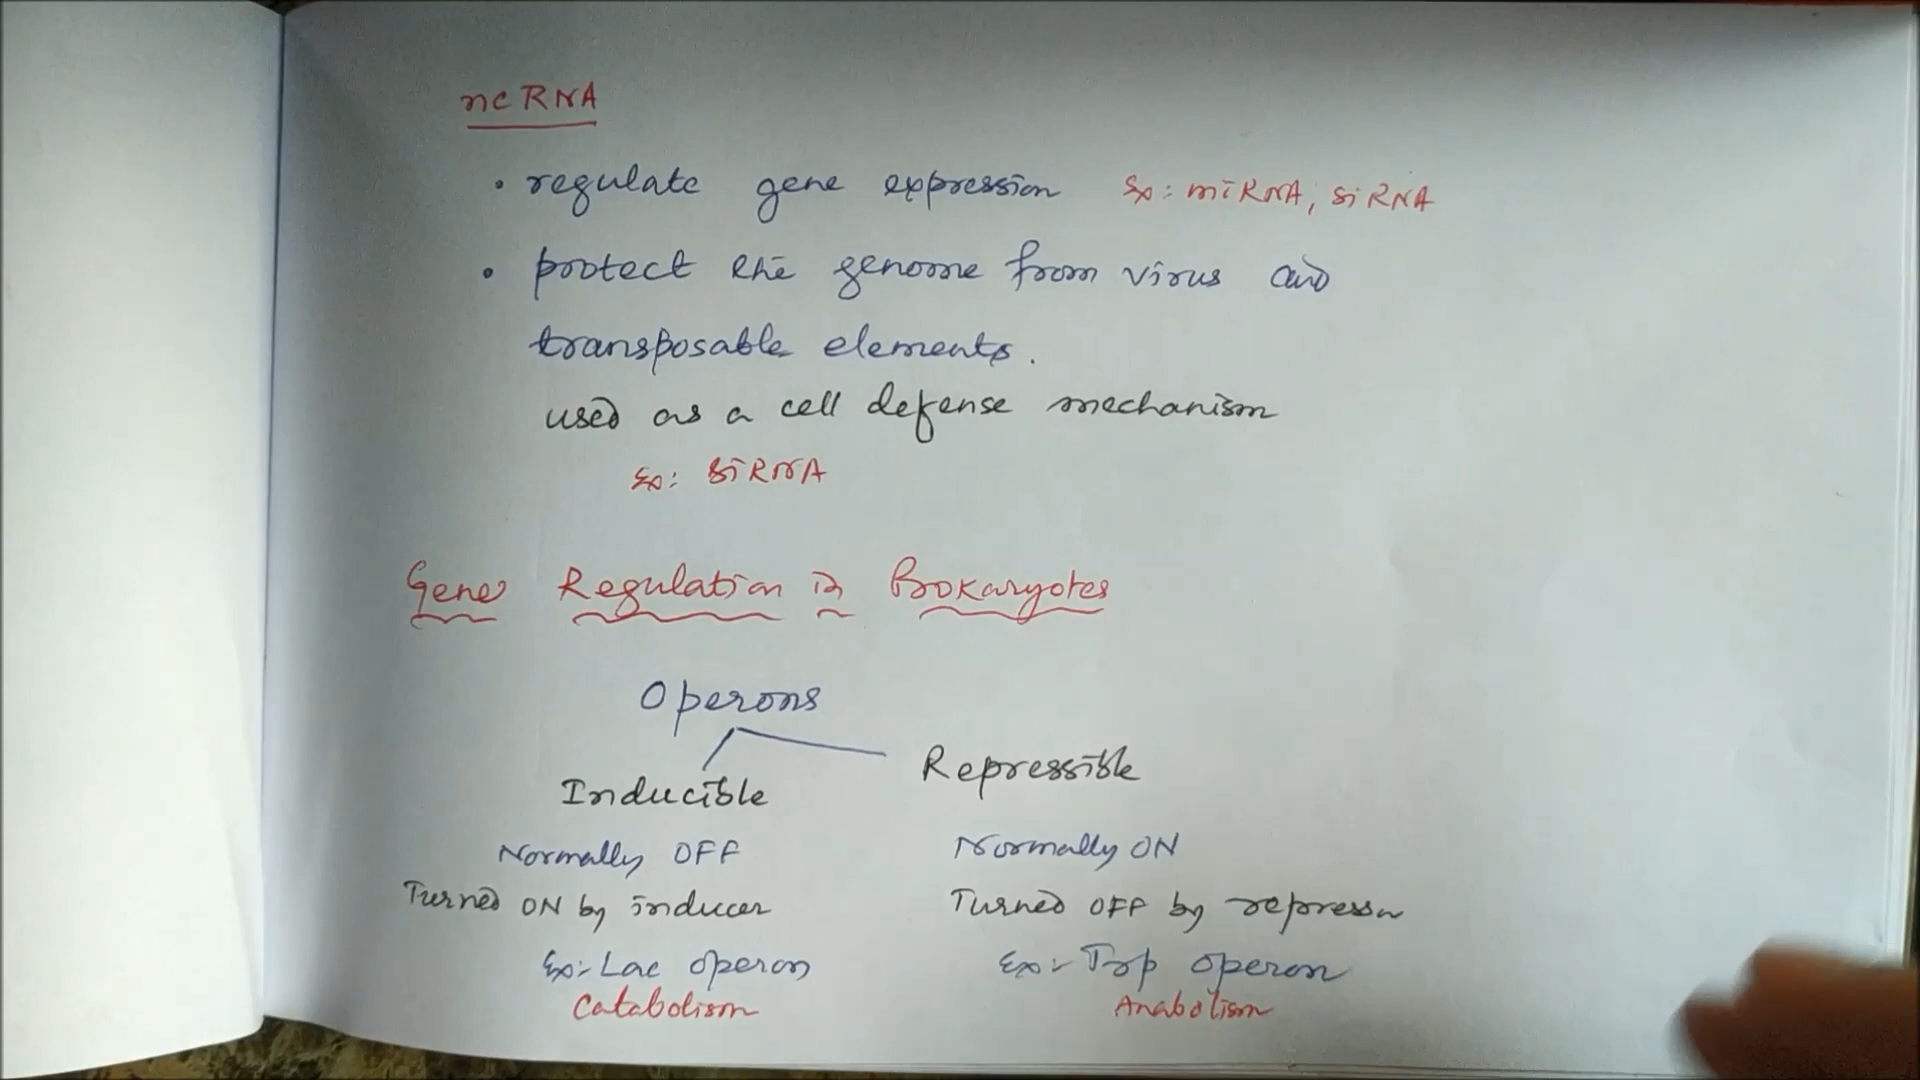 ncRNA
• regulate gene expression Ex: miRNA, siRNA
• protect the genome from virus and
transposable elements.
used as a cell defense mechanism
Ex: siRNA
Gene Regulation in Prokaryotes
Operons
Inducible
Repressible
Normally OFF
Normally ON
Turned ON by inducer
Turned OFF by repressor
Ex:- Lac operon
Ex:- Trp operon
Catabolism
Anabolism